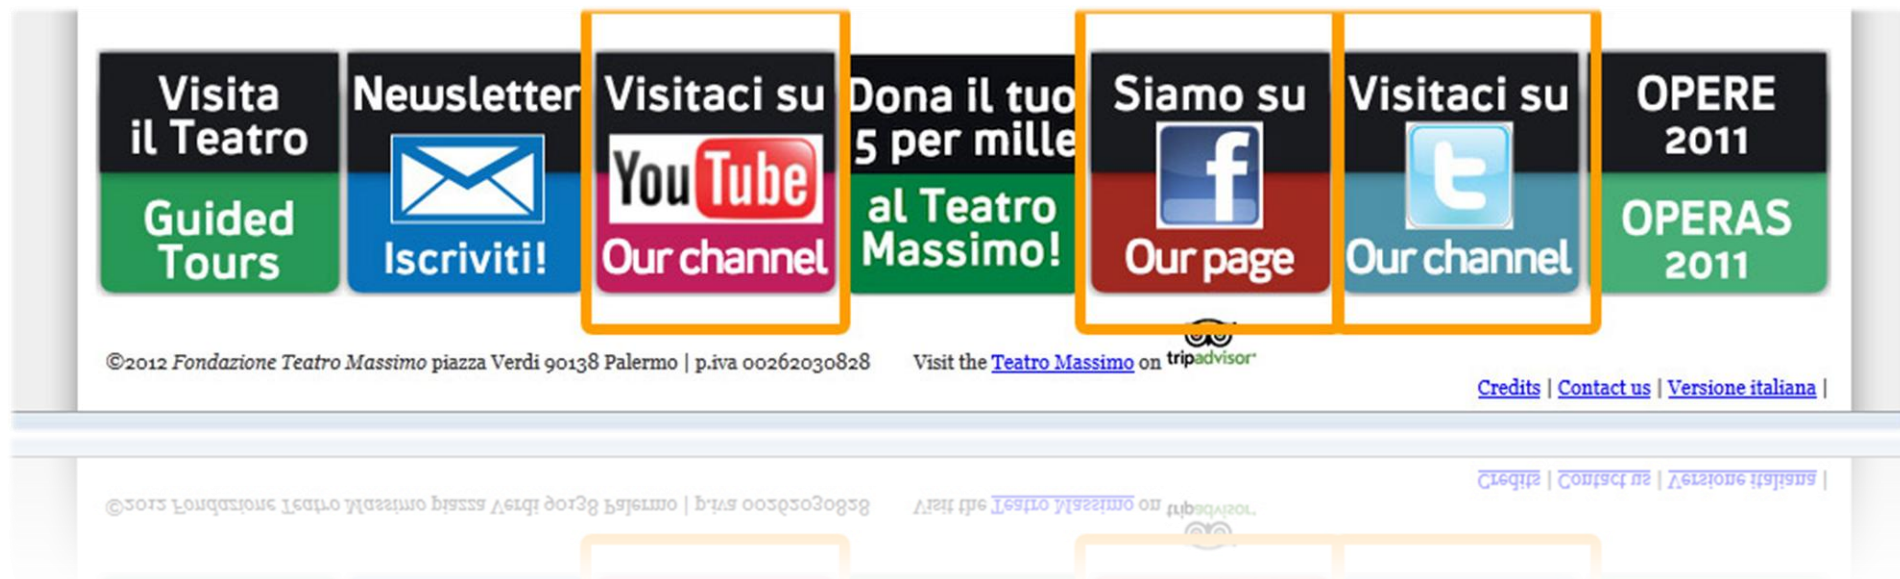 Visita
il Teatro
Guided
Tours
Newsletter
Iscriviti!
Visitaci su
YouTube
Our channel
Dona il tuo
5 per mille
al Teatro
Massimo!
Siamo su
f
Our page
Visitaci su
t
Our channel
OPERE
2011
OPERAS
2011
©2012 Fondazione Teatro Massimo piazza Verdi 90138 Palermo | p.iva 00262030828 Visit the Teatro Massimo on tripadvisor
Credits | Contact us | Versione italiana |